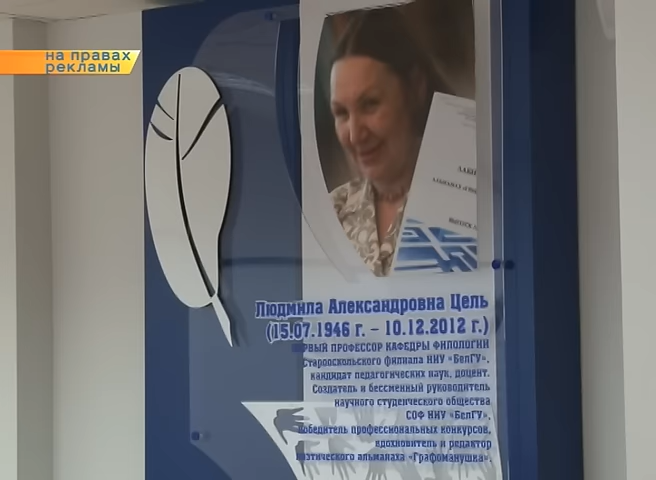 на правах
рекламы
Людмила Александровна Цель
(15.07.1946 г. – 10.12.2012 г.)
ПЕРВЫЙ ПРОФЕССОР КАФЕДРЫ ФИЛОЛОГИИ
Старооскольского филиала НИУ «БелГУ»,
кандидат педагогических наук, доцент.
Создатель и бессменный руководитель
научного студенческого общества
СОФ НИУ «БелГУ».
Победитель профессиональных конкурсов,
вдохновитель и редактор
поэтического альманаха «Графоманушка».